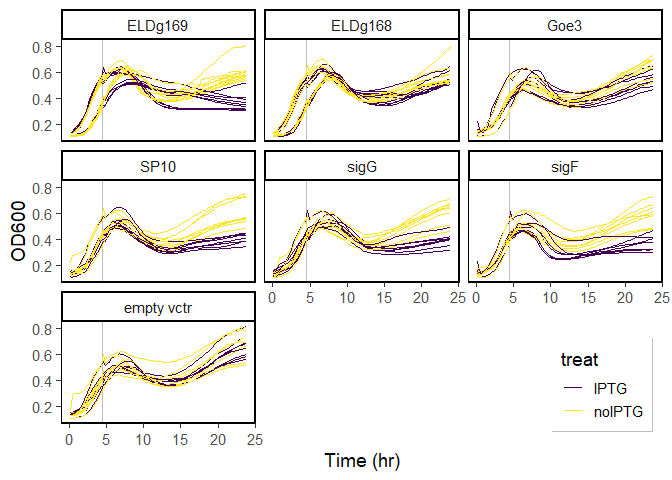 ELDg169 ELDg168 Goe3
0.8
0.6
0.4
0.2
SP10 sigG sigF
0.8
0.6
0.4
0.2
0 5 10 15 20 25 0 5 10 15 20 25
empty vctr
0.8
0.6
0.4
0.2
0 5 10 15 20 25
OD600
Time (hr)
treat
IPTG
noIPTG